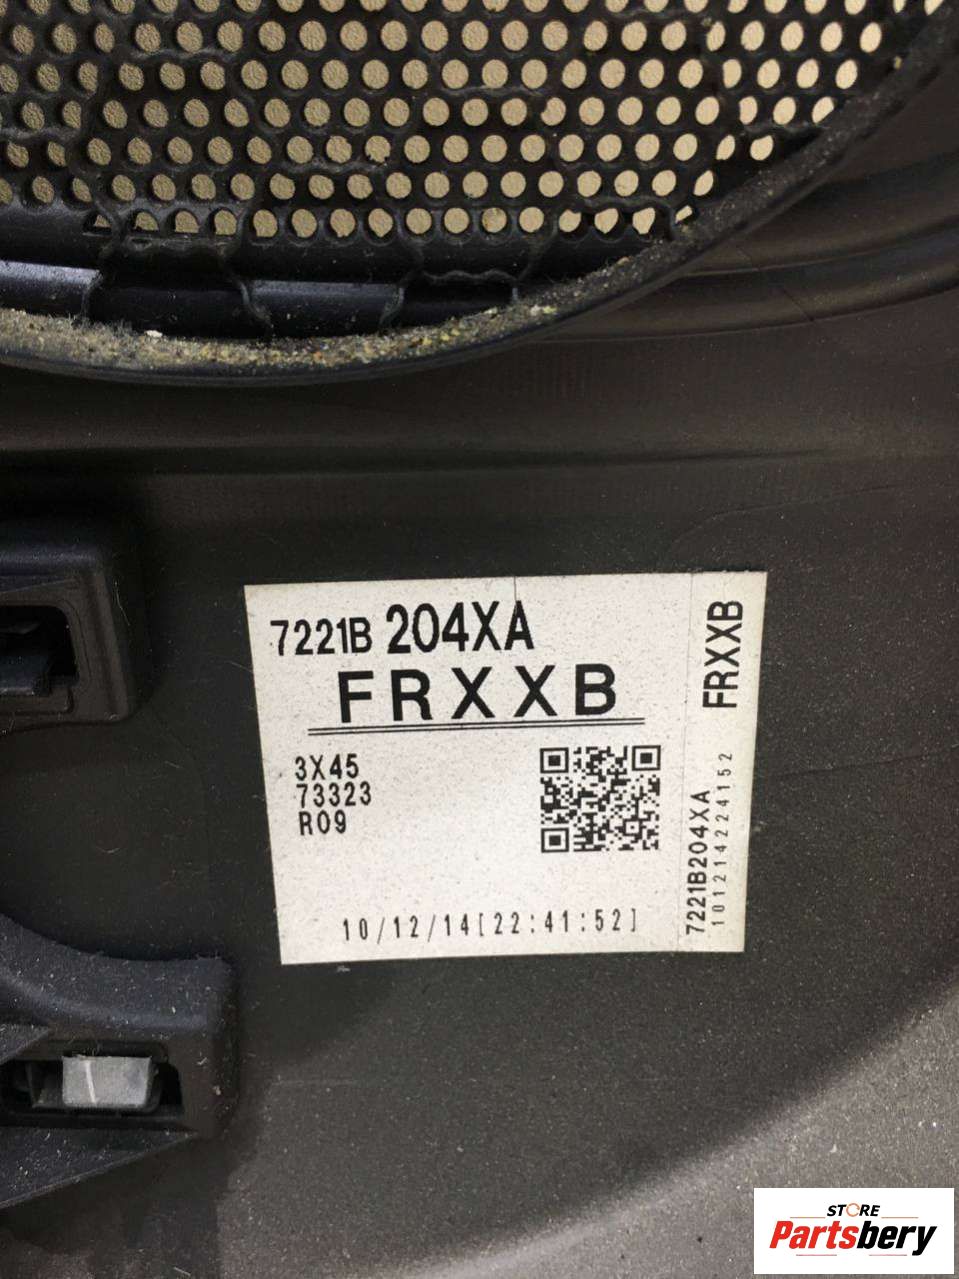 7221B 204XA
FRXXB
3X45
73323
R09
10/12/14[22:41:52]
FRXXB
7221B204XA
101214224152
STORE
Partsbery